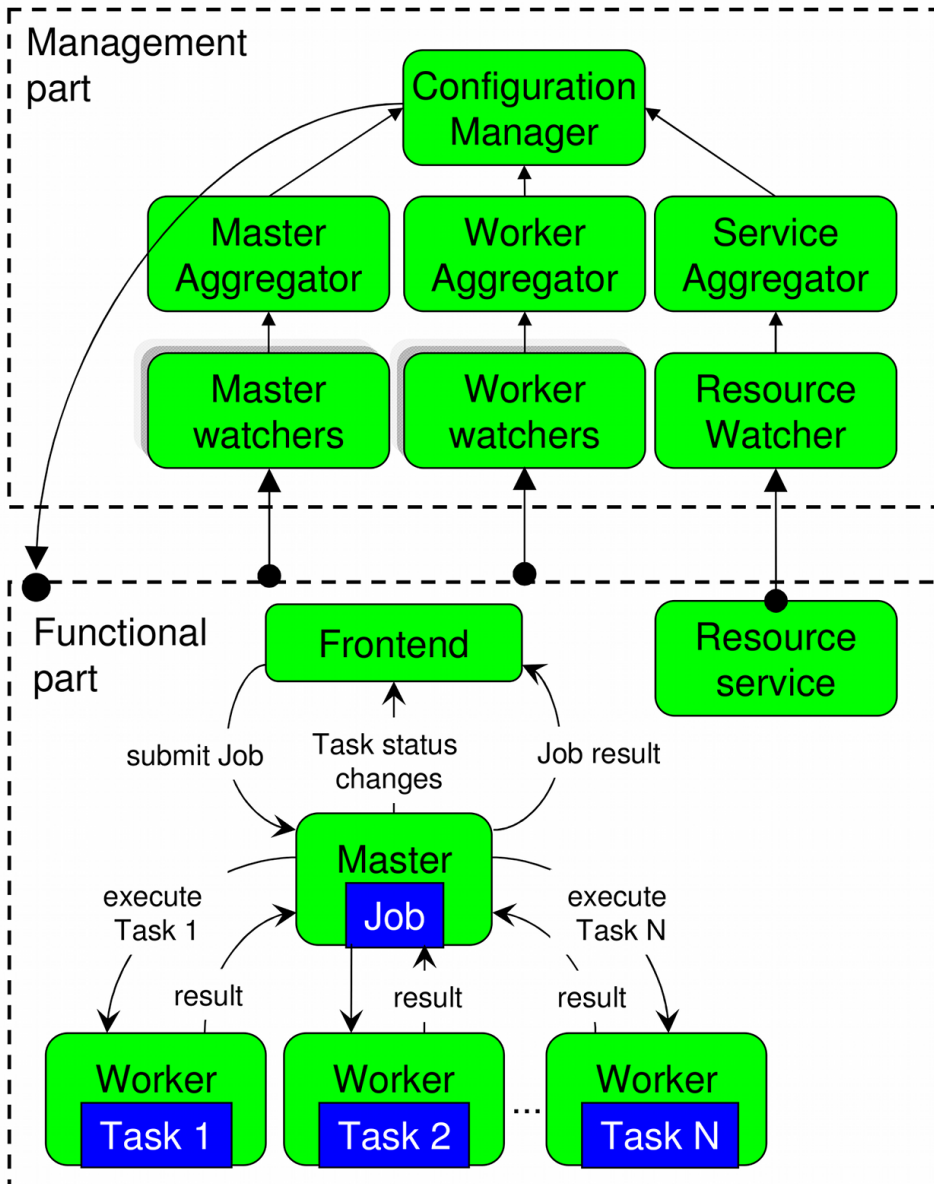 Management
part
Configuration
Manager
Master
Aggregator
Worker
Aggregator
Service
Aggregator
Master
watchers
Worker
watchers
Resource
Watcher
Functional
part
Frontend
Resource
service
submit Job
Task status
changes
Job result
Master
Job
execute
Task 1
execute
Task N
result
result
result
Worker
Task 1
Worker
Task 2
...
Worker
Task N